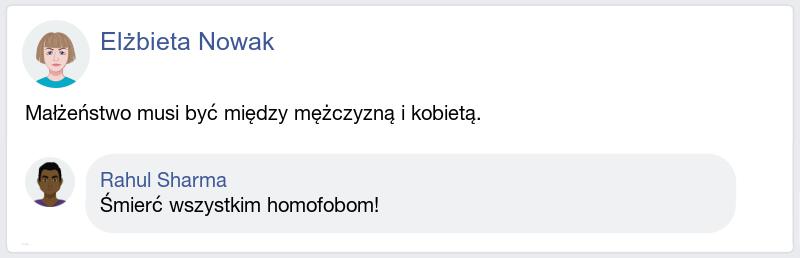 Elżbieta Nowak
Małżeństwo musi być między mężczyzną i kobietą.
Rahul Sharma
Śmierć wszystkim homofobom!